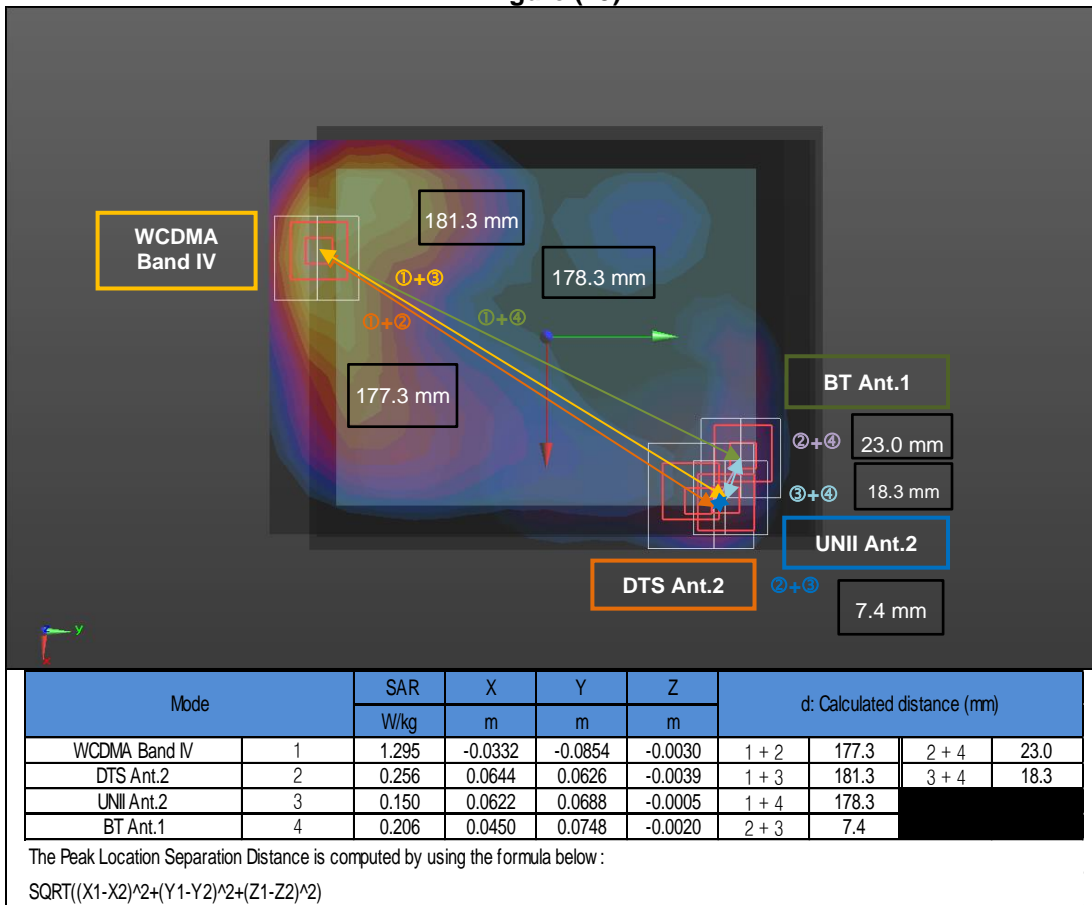 WCDMA
Band IV
181.3 mm
178.3 mm
①+③
①+②
①+④
177.3 mm
BT Ant.1
②+④
23.0 mm
③+④
18.3 mm
UNII Ant.2
DTS Ant.2
②+③
7.4 mm
y
x
Mode SAR X Y Z d: Calculated distance (mm)
W/kg m m m
WCDMA Band IV 1 1.295 -0.0332 -0.0854 -0.0030 1 + 2 177.3 2 + 4 23.0
DTS Ant.2 2 0.256 0.0644 0.0626 -0.0039 1 + 3 181.3 3 + 4 18.3
UNII Ant.2 3 0.150 0.0622 0.0688 -0.0005 1 + 4 178.3
BT Ant.1 4 0.206 0.0450 0.0748 -0.0020 2 + 3 7.4
The Peak Location Separation Distance is computed by using the formula below :
SQRT((X1-X2)^2+(Y1-Y2)^2+(Z1-Z2)^2)